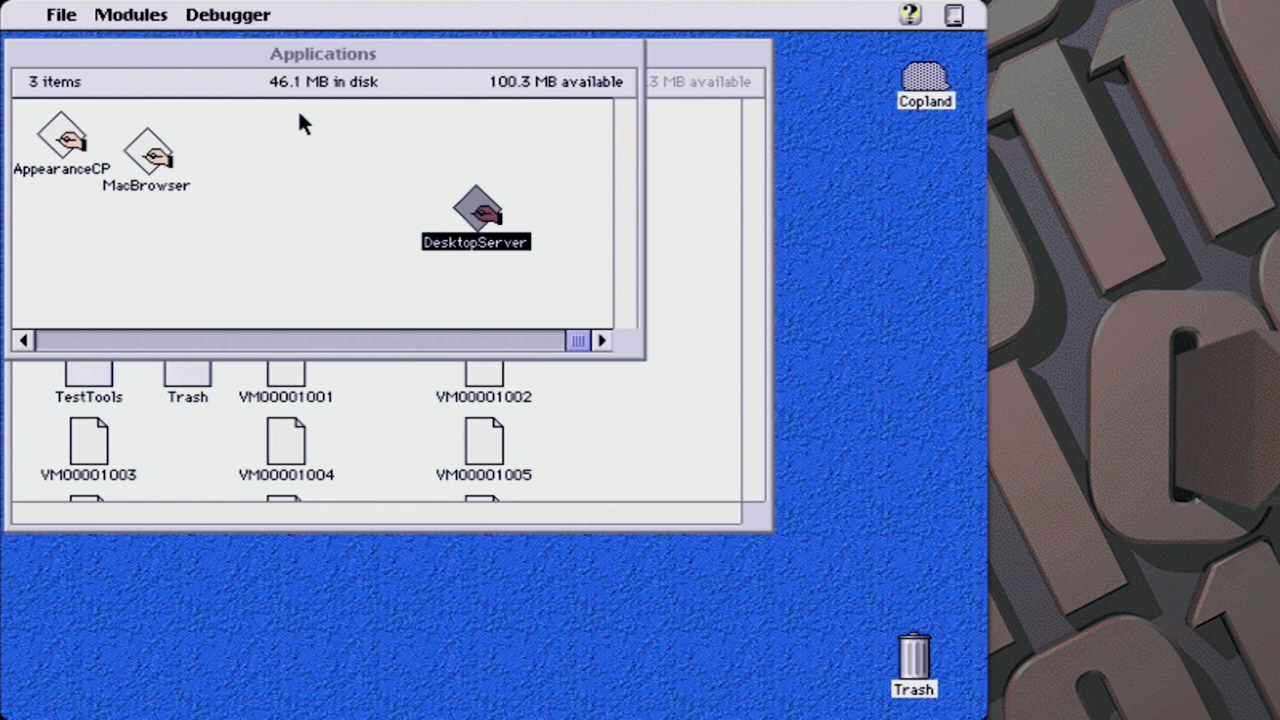 File Modules Debugger
Applications
3 items 46.1 MB in disk 100.3 MB available
.3 MB available
Copland
AppearanceCP
MacBrowser
DesktopServer
TestTools Trash VM00001001 VM00001002
VM00001003 VM00001004 VM00001005
Trash